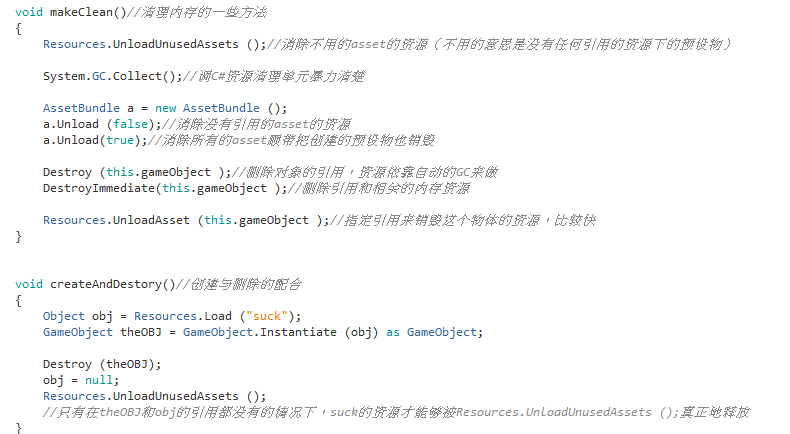 void makeClean()//清理内存的一些方法
{
    Resources.UnloadUnusedAssets ();//消除不用的asset的资源（不用的意思是没有任何引用的资源下的预设物）
    System.GC.Collect();//调C#资源清理单元暴力清楚
    AssetBundle a = new AssetBundle ();
    a.Unload (false);//消除没有引用的asset的资源
    a.Unload(true);//消除所有的asset顺带把创建的预设物也销毁
    Destroy (this.gameObject );//删除对象的引用，资源依靠自动的GC来做
    DestroyImmediate(this.gameObject );//删除引用和相关的内存资源
    Resources.UnloadAsset (this.gameObject );//指定引用来销毁这个物体的资源，比较快
}
void createAndDestory()//创建与删除的配合
{
    Object obj = Resources.Load ("suck");
    GameObject theOBJ = GameObject.Instantiate (obj) as GameObject;
    Destroy (theOBJ);
    obj = null;
    Resources.UnloadUnusedAssets ();
    //只有在theOBJ和obj的引用都没有的情况下，suck的资源才能够被Resources.UnloadUnusedAssets ();真正地释放
}